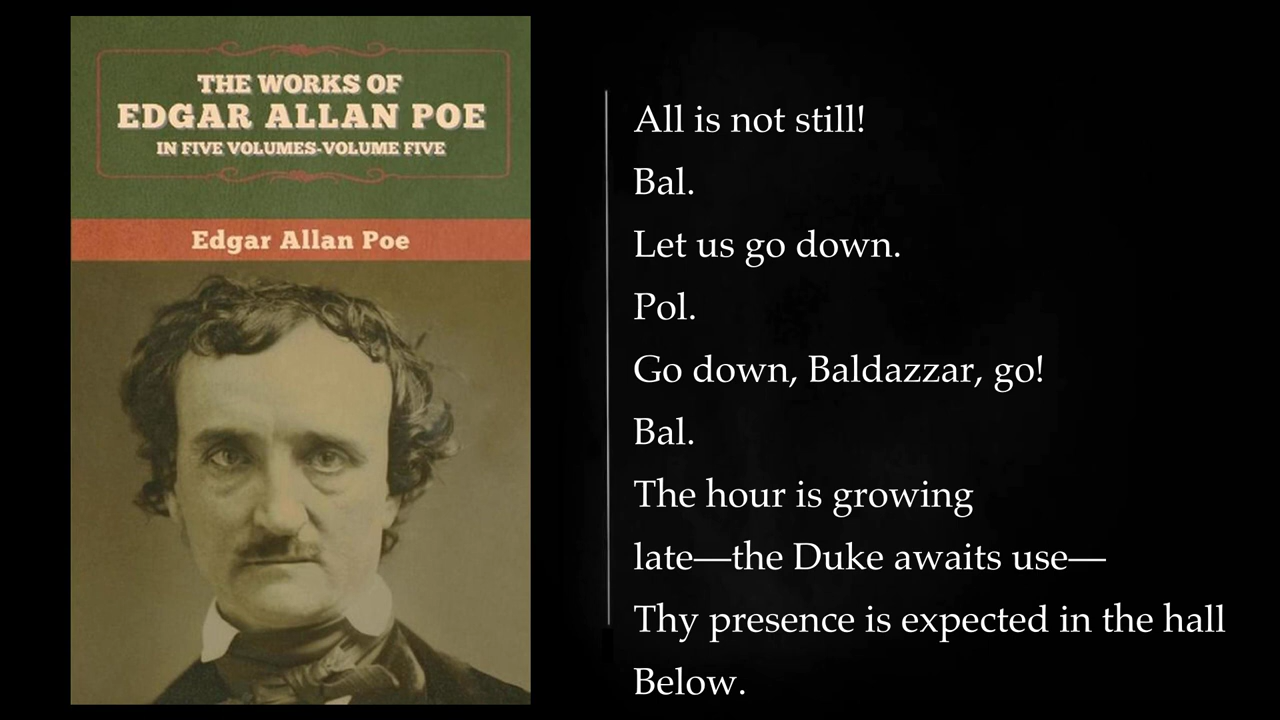 THE WORKS OF
EDGAR ALLAN POE
IN FIVE VOLUMES-VOLUME FIVE
Edgar Allan Poe
All is not still!
Bal.
Let us go down.
Pol.
Go down, Baldazzar, go!
Bal.
The hour is growing
late—the Duke awaits use—
Thy presence is expected in the hall
Below.